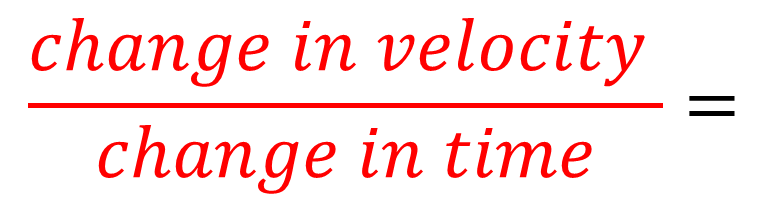 change in velocity
=
change in time